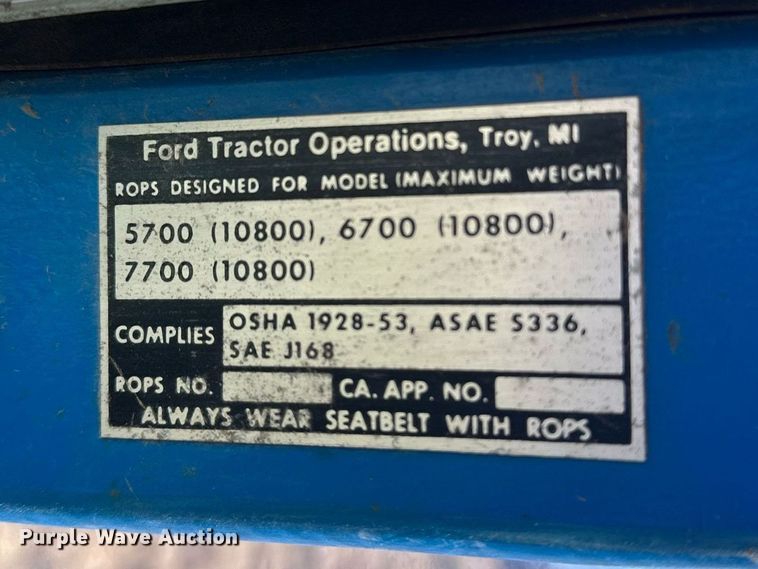 Ford Tractor Operations, Troy, MI
ROPS DESIGNED FOR MODEL (MAXIMUM WEIGHT)
5700 (10800), 6700 (10800),
7700 (10800)
COMPLIES
OSHA 1928-53, ASAE S336,
SAE J168
ROPS NO. CA. APP. NO.
ALWAYS WEAR SEATBELT WITH ROPS
Purple Wave Auction